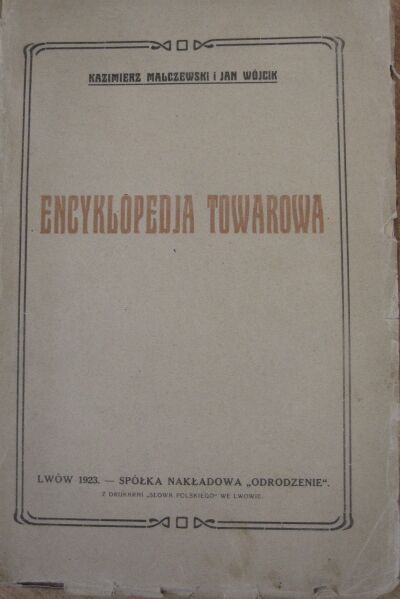 KAZIMIERZ MALCZEWSKI I JAN WÓJCIK
ENCYKLOPEDJA TOWAROWA
LWÓW 1923. — SPÓŁKA NAKŁADOWA „ODRODZENIE".
Z DRUKARNI „SŁOWA POLSKIEGO" WE LWOWIE.